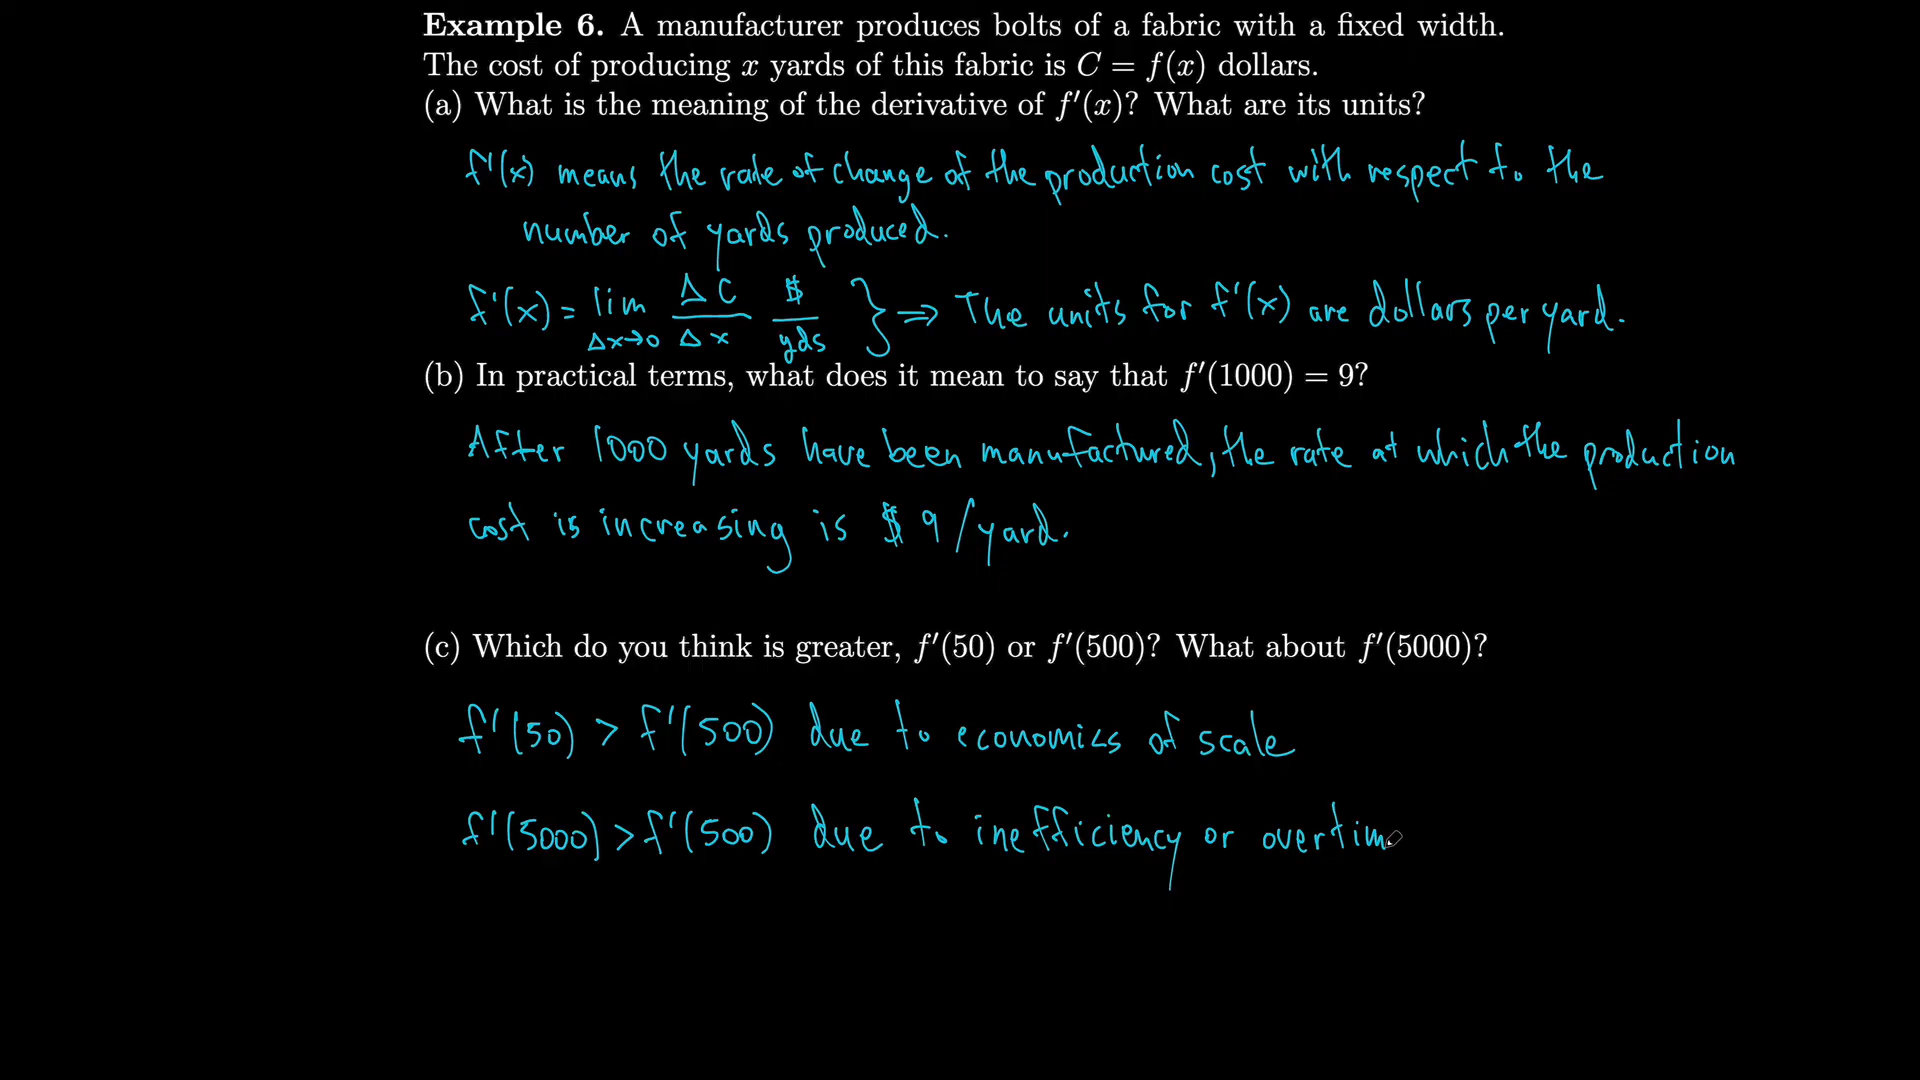 Example 6. A manufacturer produces bolts of a fabric with a fixed width.
The cost of producing x yards of this fabric is C = f(x) dollars.
(a) What is the meaning of the derivative of f′(x)? What are its units?
f'(x) means the rate of change of the production cost with respect to the
number of yards produced.
f'(x) = lim Δx→0 ΔC/Δx $/yds } ⇒ The units for f'(x) are dollars per yard.
(b) In practical terms, what does it mean to say that f′(1000) = 9?
After 1000 yards have been manufactured, the rate at which the production
cost is increasing is $9/yard.
(c) Which do you think is greater, f′(50) or f′(500)? What about f′(5000)?
f'(50) > f'(500) due to economics of scale
f'(5000) > f'(500) due to inefficiency or overtim